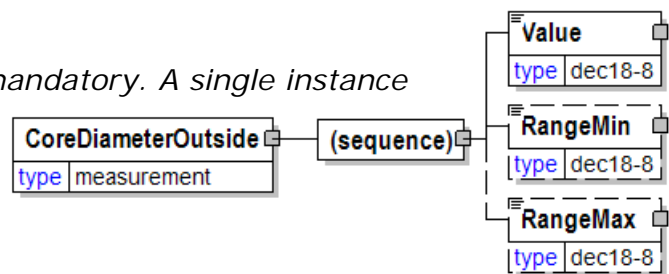 mandatory. A single instance
CoreDiameterOutside
type measurement
(sequence)
Value
type dec18-8
RangeMin
type dec18-8
RangeMax
type dec18-8